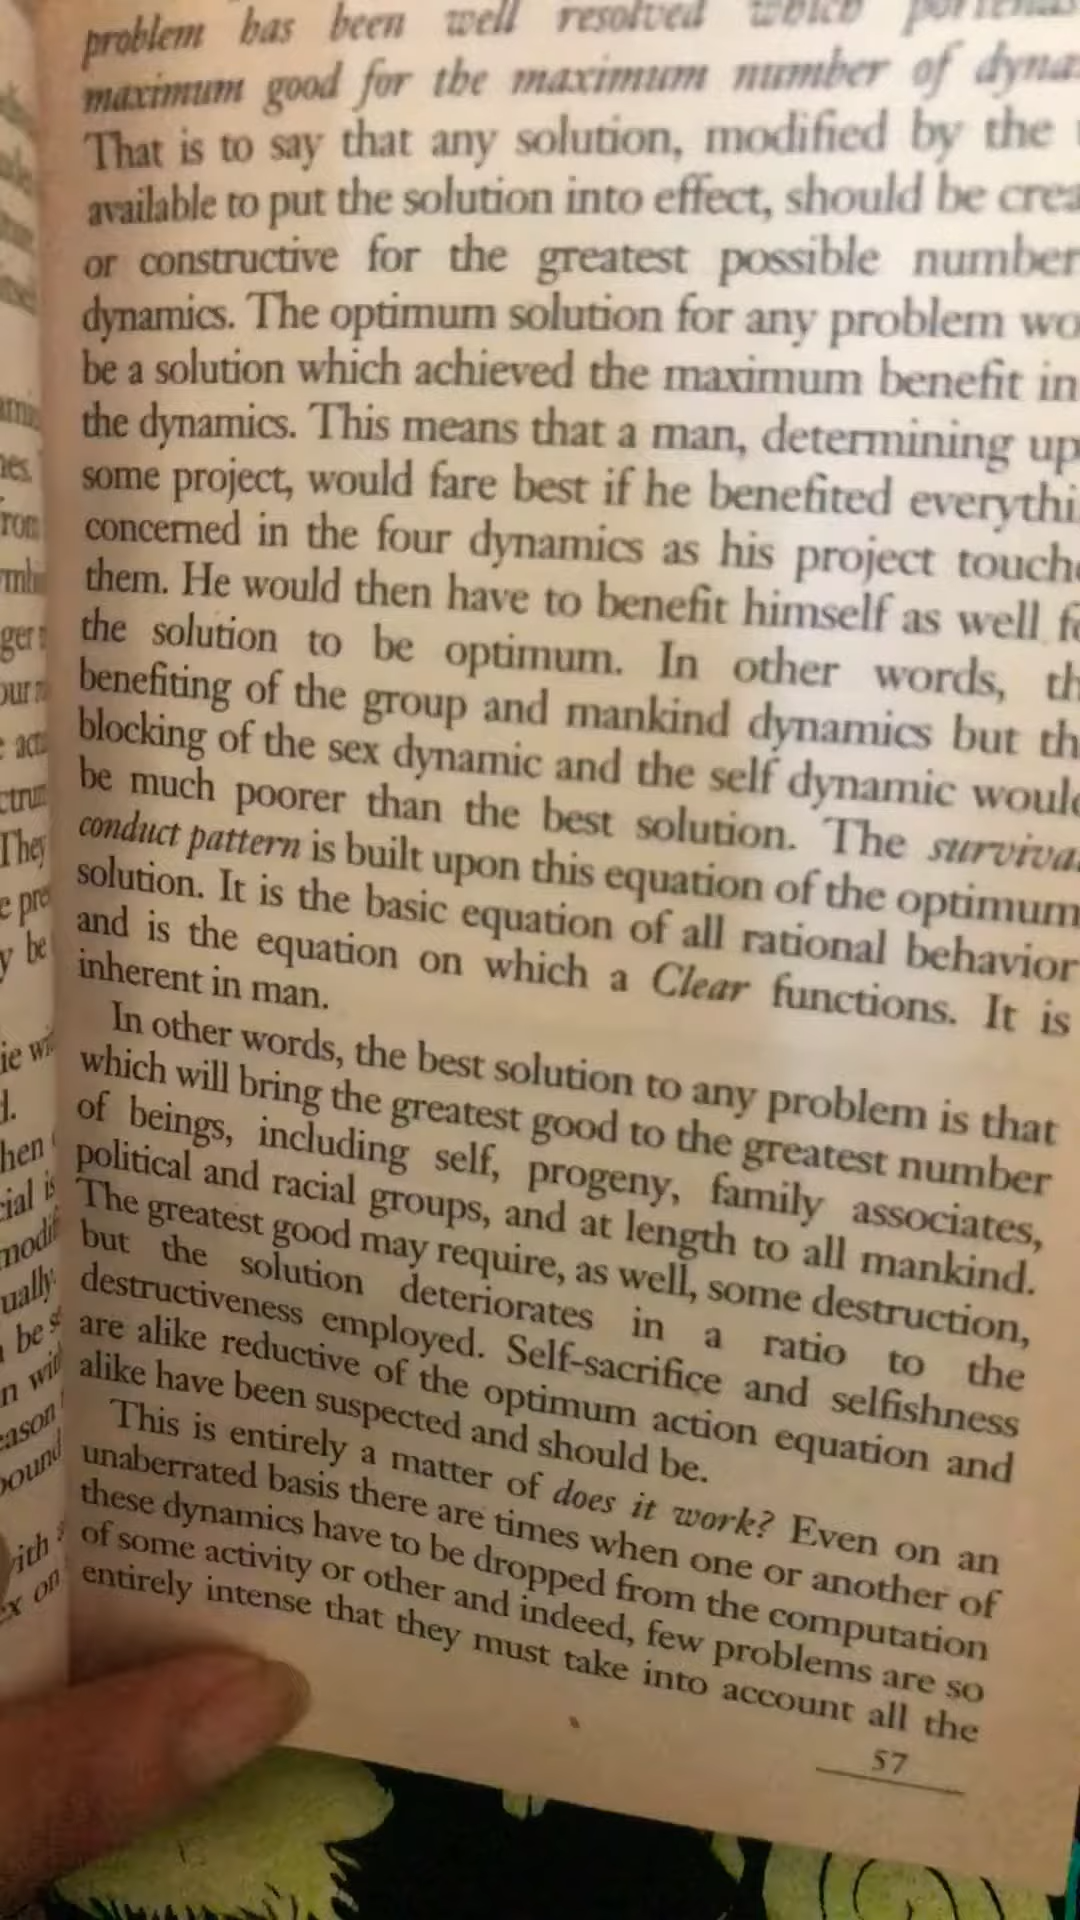 problem has been well resolved which
maximum good for the maximum number of
That is to say that any solution, modified by the
available to put the solution into effect, should be
or constructive for the greatest possible number
dynamics. The optimum solution for any problem
be a solution which achieved the maximum benefit in
the dynamics. This means that a man, determining up
some project, would fare best if he benefited everythi
concerned in the four dynamics as his project touche
them. He would then have to benefit himself as well
the solution to be optimum. In other words, th
benefiting of the group and mankind dynamics but th
blocking of the sex dynamic and the self dynamic would
be much poorer than the best solution. The surviva
conduct pattern is built upon this equation of the optimum
solution. It is the basic equation of all rational behavior
and is the equation on which a Clear functions. It is
inherent in man.
In other words, the best solution to any problem is that
which will bring the greatest good to the greatest number
of beings, including self, progeny, family associates,
political and racial groups, and at length to all mankind.
The greatest good may require, as well, some destruction,
but the solution deteriorates in a ratio to the
destructiveness employed. Self-sacrifice and selfishness
are alike reductive of the optimum action equation and
alike have been suspected and should be.
This is entirely a matter of does it work? Even on an
unaberrated basis there are times when one or another of
these dynamics have to be dropped from the computation
of some activity or other and indeed, few problems are so
entirely intense that they must take into account all the
57